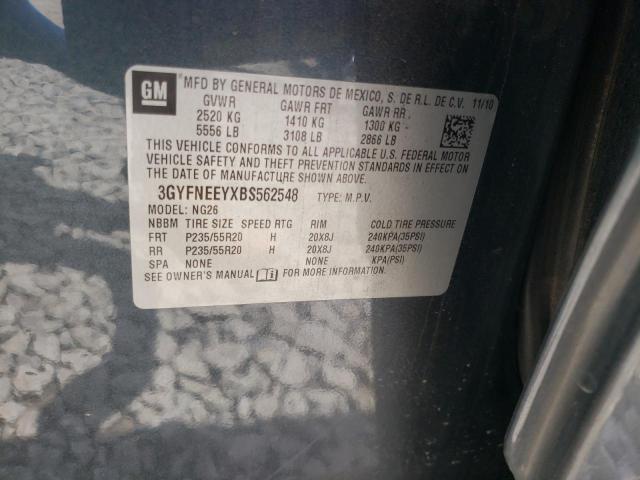 GM MFD BY GENERAL MOTORS DE MEXICO, S. DE R.L. DE C.V. 11/10
GVWR GAWR FRT GAWR RR
2520 KG 1410 KG 1300 KG
5556 LB 3108 LB 2866 LB
THIS VEHICLE CONFORMS TO ALL APPLICABLE U.S. FEDERAL MOTOR
VEHICLE SAFETY AND THEFT PREVENTION STANDARDS IN EFFECT ON
THE DATE OF MANUFACTURE SHOWN ABOVE.
3GYFNEEYXBS562548 TYPE: M.P.V.
MODEL: NG26
NBBM TIRE SIZE SPEED RTG RIM COLD TIRE PRESSURE
FRT P235/55R20 H 20X8J 240KPA(35PSI)
RR P235/55R20 H 20X8J 240KPA(35PSI)
SPA NONE NONE KPA(PSI)
SEE OWNER'S MANUAL FOR MORE INFORMATION.